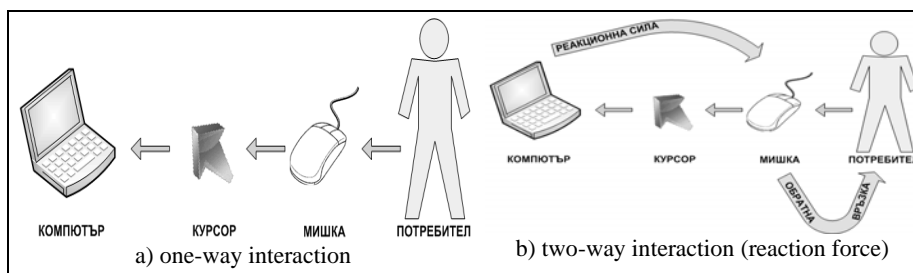 КОМПЮТЪР КУРСОР МИШКА ПОТРЕБИТЕЛ
a) one-way interaction
РЕАКЦИОННА СИЛА
КОМПЮТЪР КУРСОР МИШКА ПОТРЕБИТЕЛ
ОБРАТНА ВРЪЗКА
b) two-way interaction (reaction force)